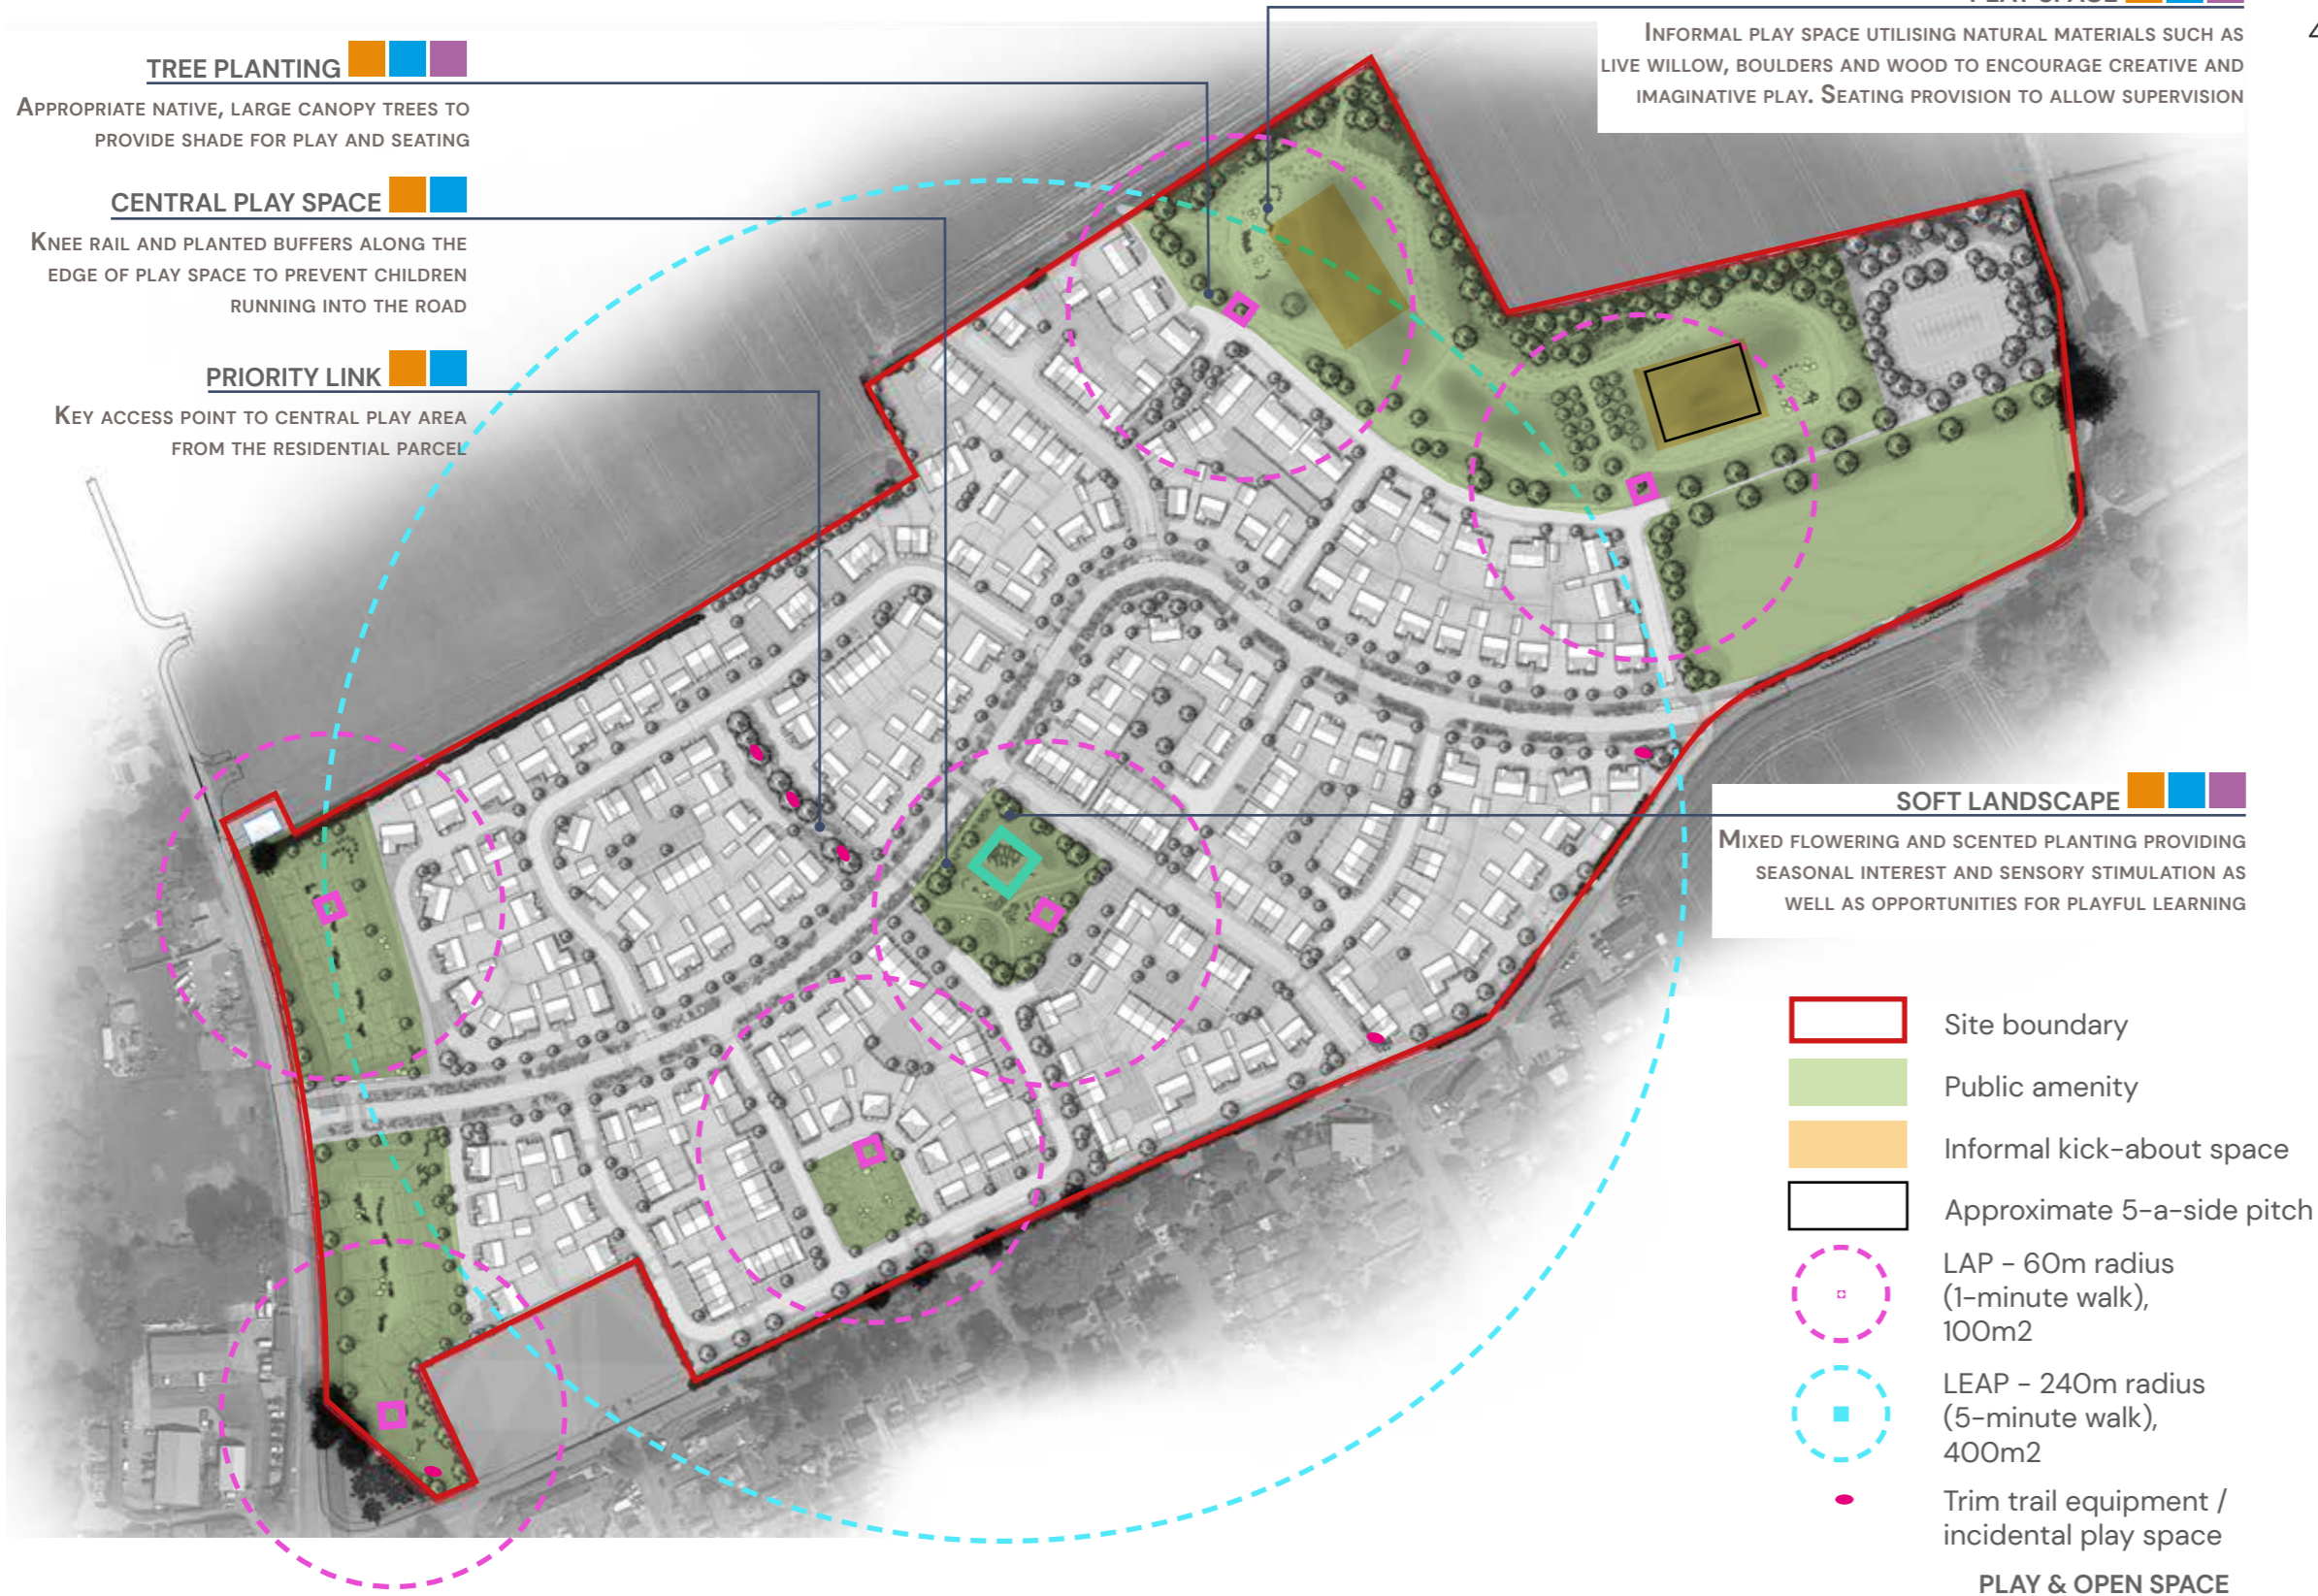 PLAY SPACE
INFORMAL PLAY SPACE UTILISING NATURAL MATERIALS SUCH AS
LIVE WILLOW, BOULDERS AND WOOD TO ENCOURAGE CREATIVE AND
IMAGINATIVE PLAY. SEATING PROVISION TO ALLOW SUPERVISION
TREE PLANTING
APPROPRIATE NATIVE, LARGE CANOPY TREES TO
PROVIDE SHADE FOR PLAY AND SEATING
CENTRAL PLAY SPACE
KNEE RAIL AND PLANTED BUFFERS ALONG THE
EDGE OF PLAY SPACE TO PREVENT CHILDREN
RUNNING INTO THE ROAD
PRIORITY LINK
KEY ACCESS POINT TO CENTRAL PLAY AREA
FROM THE RESIDENTIAL PARCEL
SOFT LANDSCAPE
MIXED FLOWERING AND SCENTED PLANTING PROVIDING
SEASONAL INTEREST AND SENSORY STIMULATION AS
WELL AS OPPORTUNITIES FOR PLAYFUL LEARNING
Site boundary
Public amenity
Informal kick-about space
Approximate 5-a-side pitch
LAP - 60m radius
(1-minute walk),
100m2
LEAP - 240m radius
(5-minute walk),
400m2
Trim trail equipment /
incidental play space
PLAY & OPEN SPACE